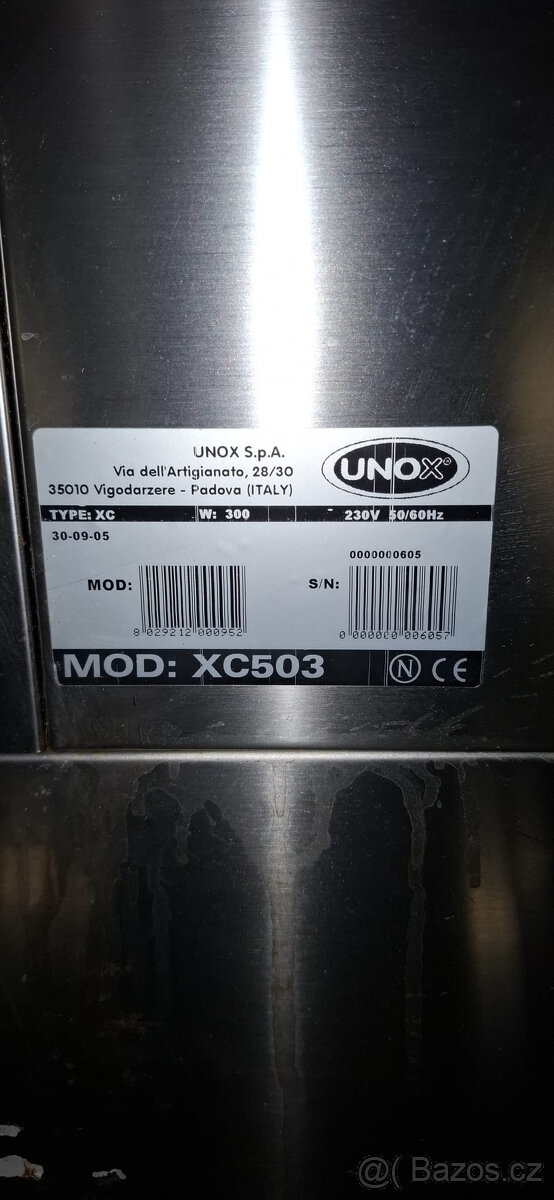 UNOX S.p.A.
Via dell'Artigianato, 28/30
35010 Vigodarzere - Padova (ITALY)
UNOX®
TYPE: XC W: 300 - 230V 50/60Hz
30-09-05
0000000605
MOD: S/N:
8 029212 000952
0 000000 006057
MOD: XC503 N CE
@( Bazos.cz